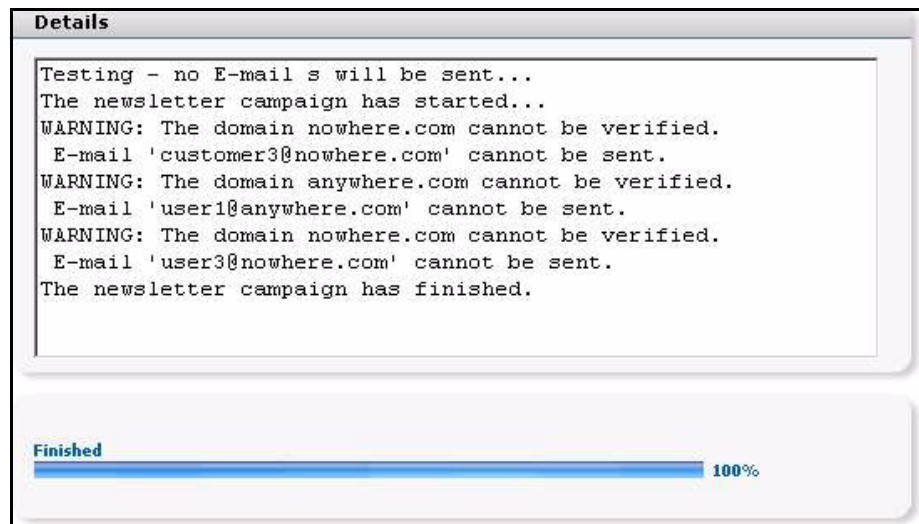 Details
Testing - no E-mail s will be sent...
The newsletter campaign has started...
WARNING: The domain nowhere.com cannot be verified.
E-mail 'customer3@nowhere.com' cannot be sent.
WARNING: The domain anywhere.com cannot be verified.
E-mail 'user1@anywhere.com' cannot be sent.
WARNING: The domain nowhere.com cannot be verified.
E-mail 'user3@nowhere.com' cannot be sent.
The newsletter campaign has finished.
Finished
100%